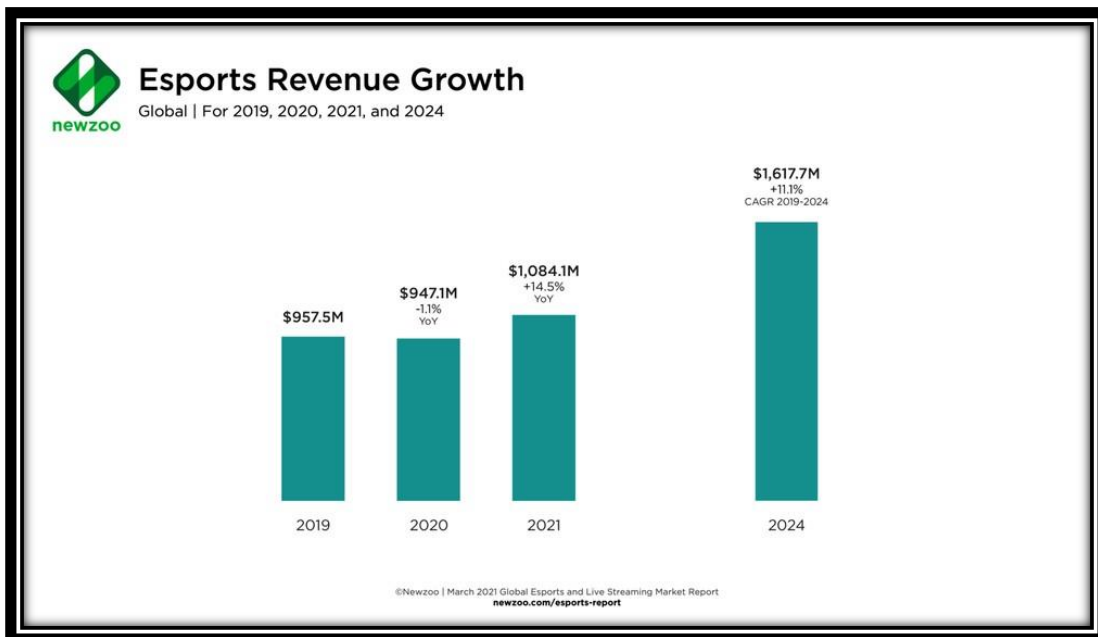 newzoo
Esports Revenue Growth
Global | For 2019, 2020, 2021, and 2024
$957.5M
$947.1M
-1.1%
YoY
$1,084.1M
+14.5%
YoY
$1,617.7M
+11.1%
CAGR 2019-2024
2019
2020
2021
2024
©Newzoo | March 2021 Global Esports and Live Streaming Market Report
newzoo.com/esports-report